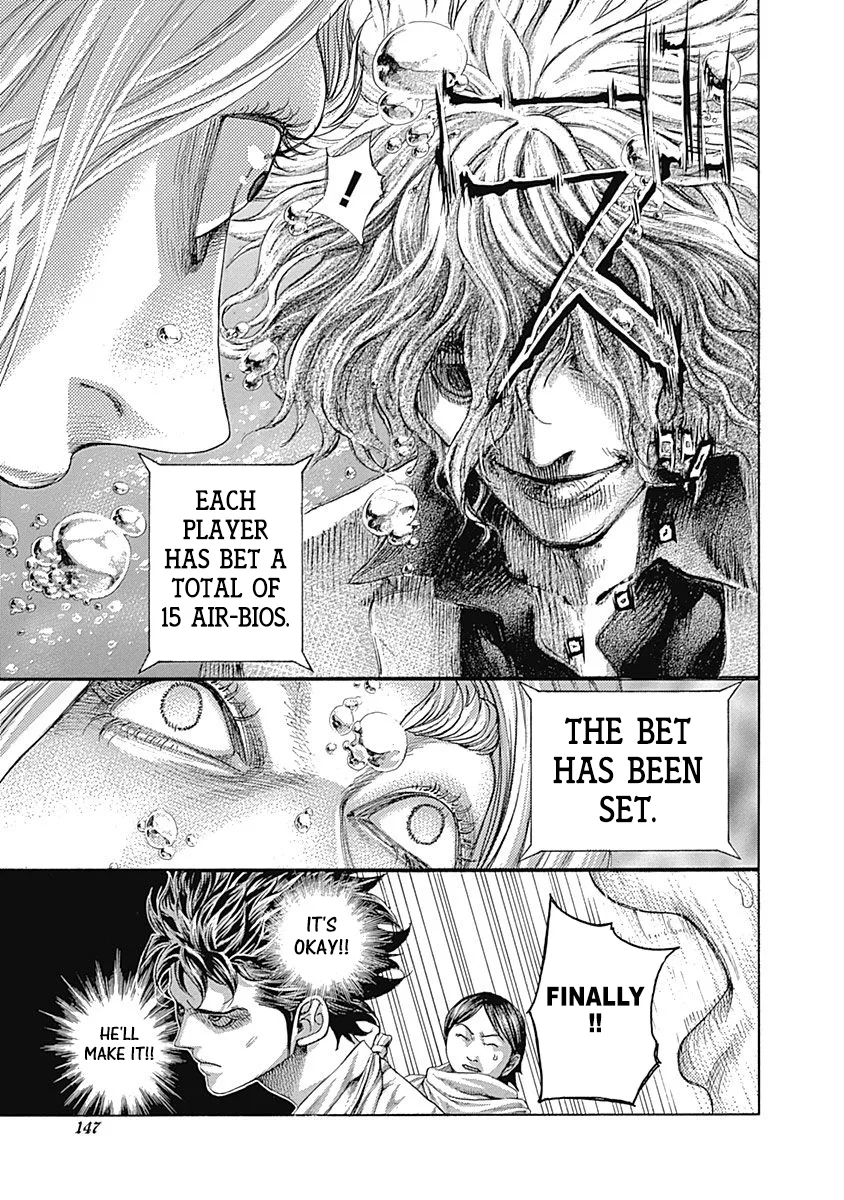 !
EACH
PLAYER
HAS BET A
TOTAL OF
15 AIR-BIOS.
THE BET
HAS BEEN
SET.
FINALLY
!!
IT'S
OKAY!!
HE'LL
MAKE IT!!
147